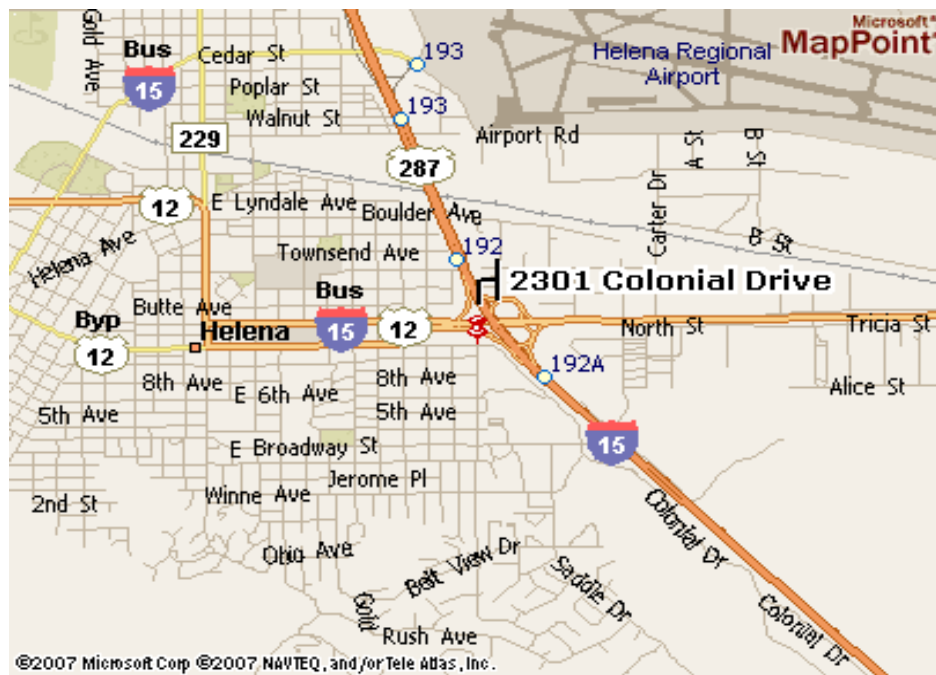 Gold Ave
Bus
15
Cedar St
193
Helena Regional
Airport
Microsoft®
MapPoint®
Poplar St
Walnut St
193
229
287
Airport Rd
A St
B St
12
E Lyndale Ave
Boulder Ave
Carter Dr
Helena Ave
Townsend Ave
192
B St
2301 Colonial Drive
Butte Ave
Bus
15
Byp
12
Helena
12
North St
Tricia St
8th Ave
8th Ave
192A
Alice St
E 6th Ave
5th Ave
5th Ave
E Broadway St
15
Jerome Pl
2nd St
Winne Ave
Colonial Dr
Ohio Ave
Belt View Dr
Saddle Dr
Gold
Rush Ave
Colonial Dr
©2007 Microsoft Corp ©2007 NAVTEQ, and/or Tele Atlas, Inc.